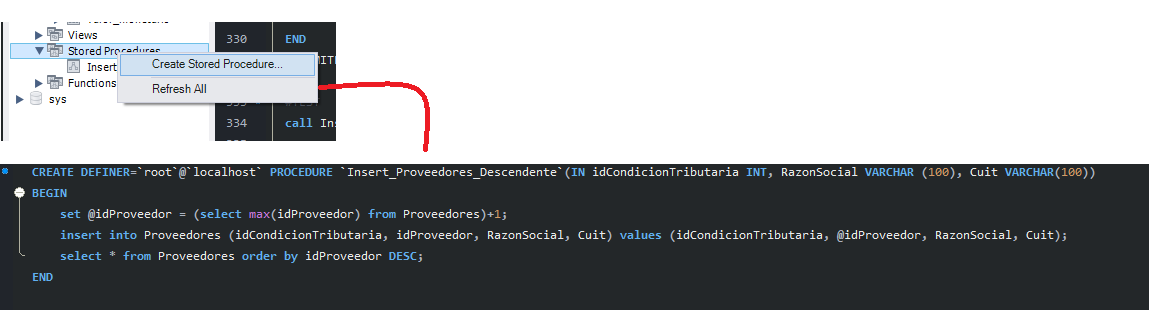 Views
330 END
Stored Procedures
Create Stored Procedure...
Insert
Refresh All
Functions
sys
334 call Ins
CREATE DEFINER=`root`@`localhost` PROCEDURE `Insert_Proveedores_Descendente`(IN idCondicionTributaria INT, RazonSocial VARCHAR (100), Cuit VARCHAR(100))
BEGIN
set @idProveedor = (select max(idProveedor) from Proveedores)+1;
insert into Proveedores (idCondicionTributaria, idProveedor, RazonSocial, Cuit) values (idCondicionTributaria, @idProveedor, RazonSocial, Cuit);
select * from Proveedores order by idProveedor DESC;
END